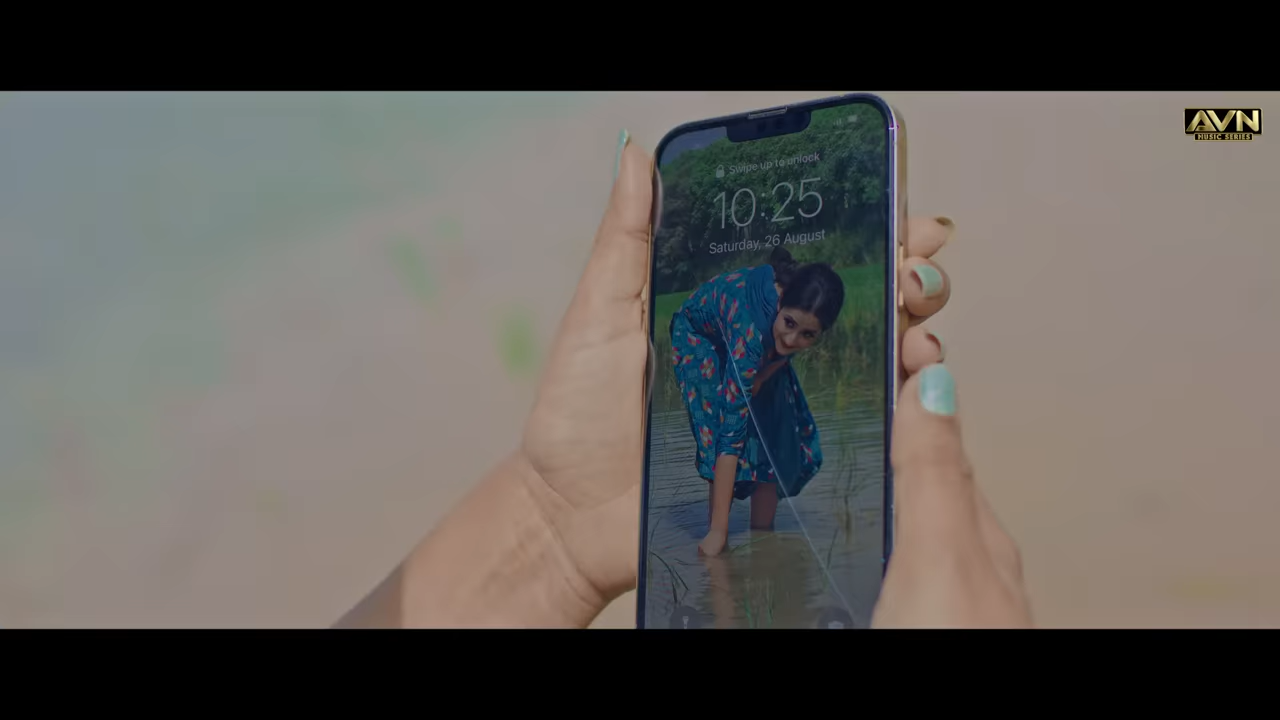 AVN
MUSIC SERIES
Swipe up to unlock
10:25
Saturday, 26 August